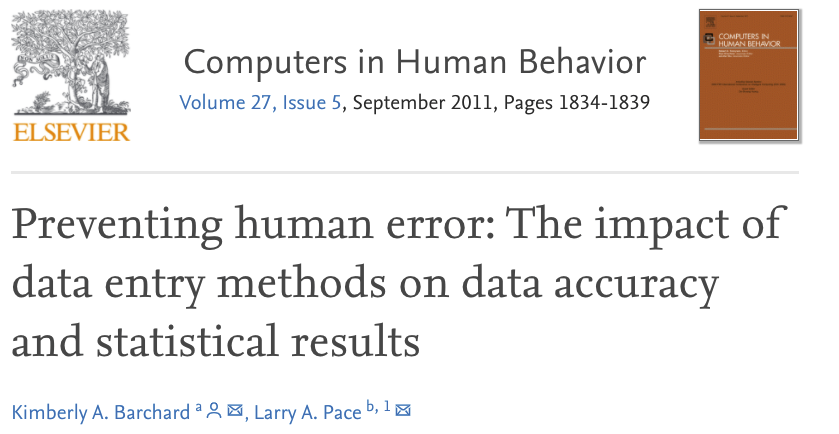 Computers in Human Behavior
Volume 27, Issue 5, September 2011, Pages 1834-1839
ELSEVIER
COMPUTERS IN
HUMAN BEHAVIOR
Preventing human error: The impact of
data entry methods on data accuracy
and statistical results
Kimberly A. Barchard a, Larry A. Pace b, 1